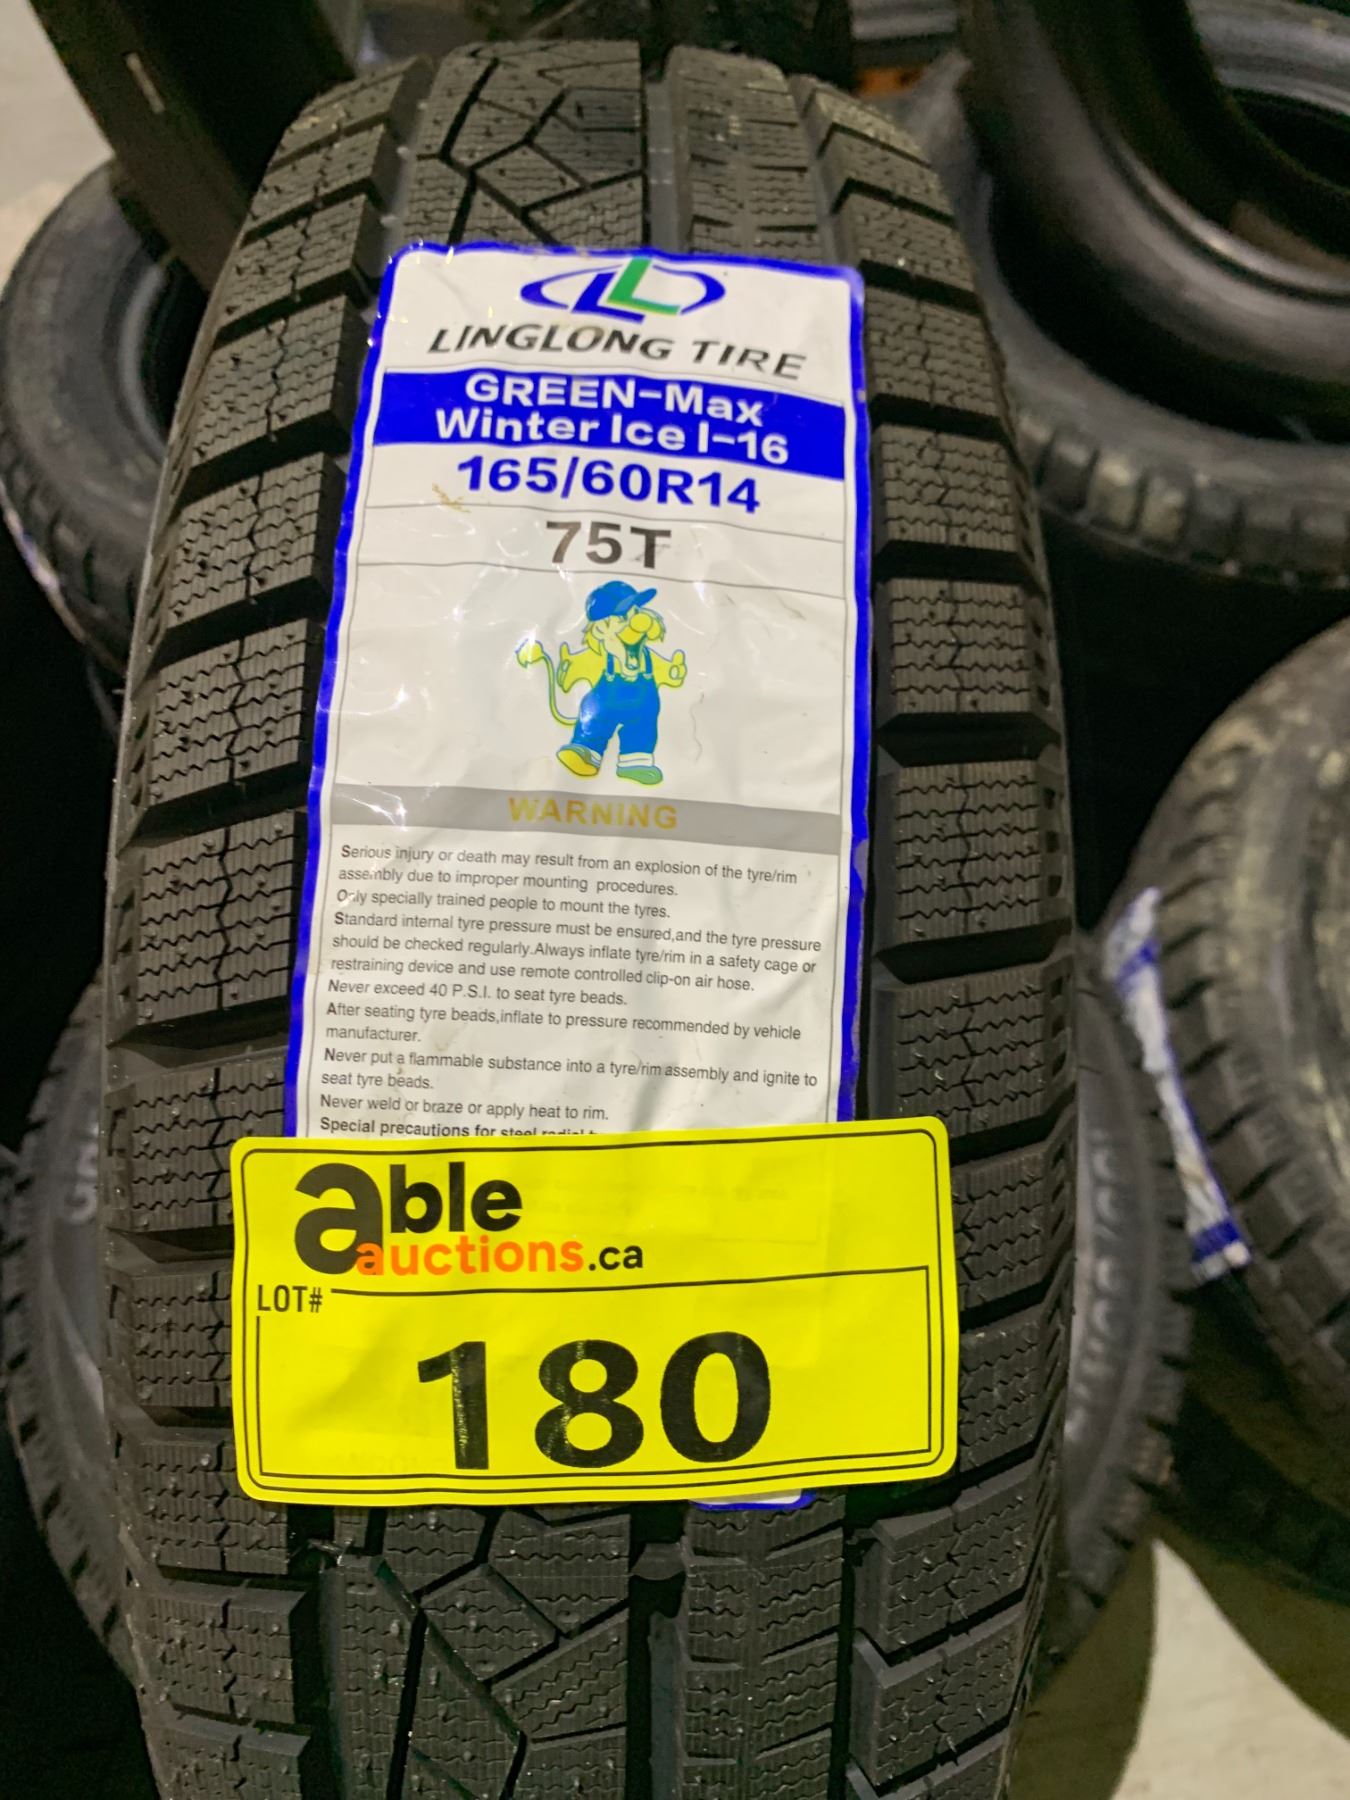 LINGLONG TIRE
GREEN-Max
Winter Ice I-16
165/60R14
75T
WARNING
Serious injury or death may result from an explosion of the tyre/rim
assembly due to improper mounting procedures.
Only specially trained people to mount the tyres.
Standard internal tyre pressure must be ensured,and the tyre pressure
should be checked regularly.Always inflate tyre/rim in a safety cage or
restraining device and use remote controlled clip-on air hose.
Never exceed 40 P.S.I. to seat tyre beads.
After seating tyre beads,inflate to pressure recommended by vehicle
manufacturer.
Never put a flammable substance into a tyre/rim assembly and ignite to
seat tyre beads.
Never weld or braze or apply heat to rim.
Special precautions for steel radial
able
auctions.ca
LOT#
180